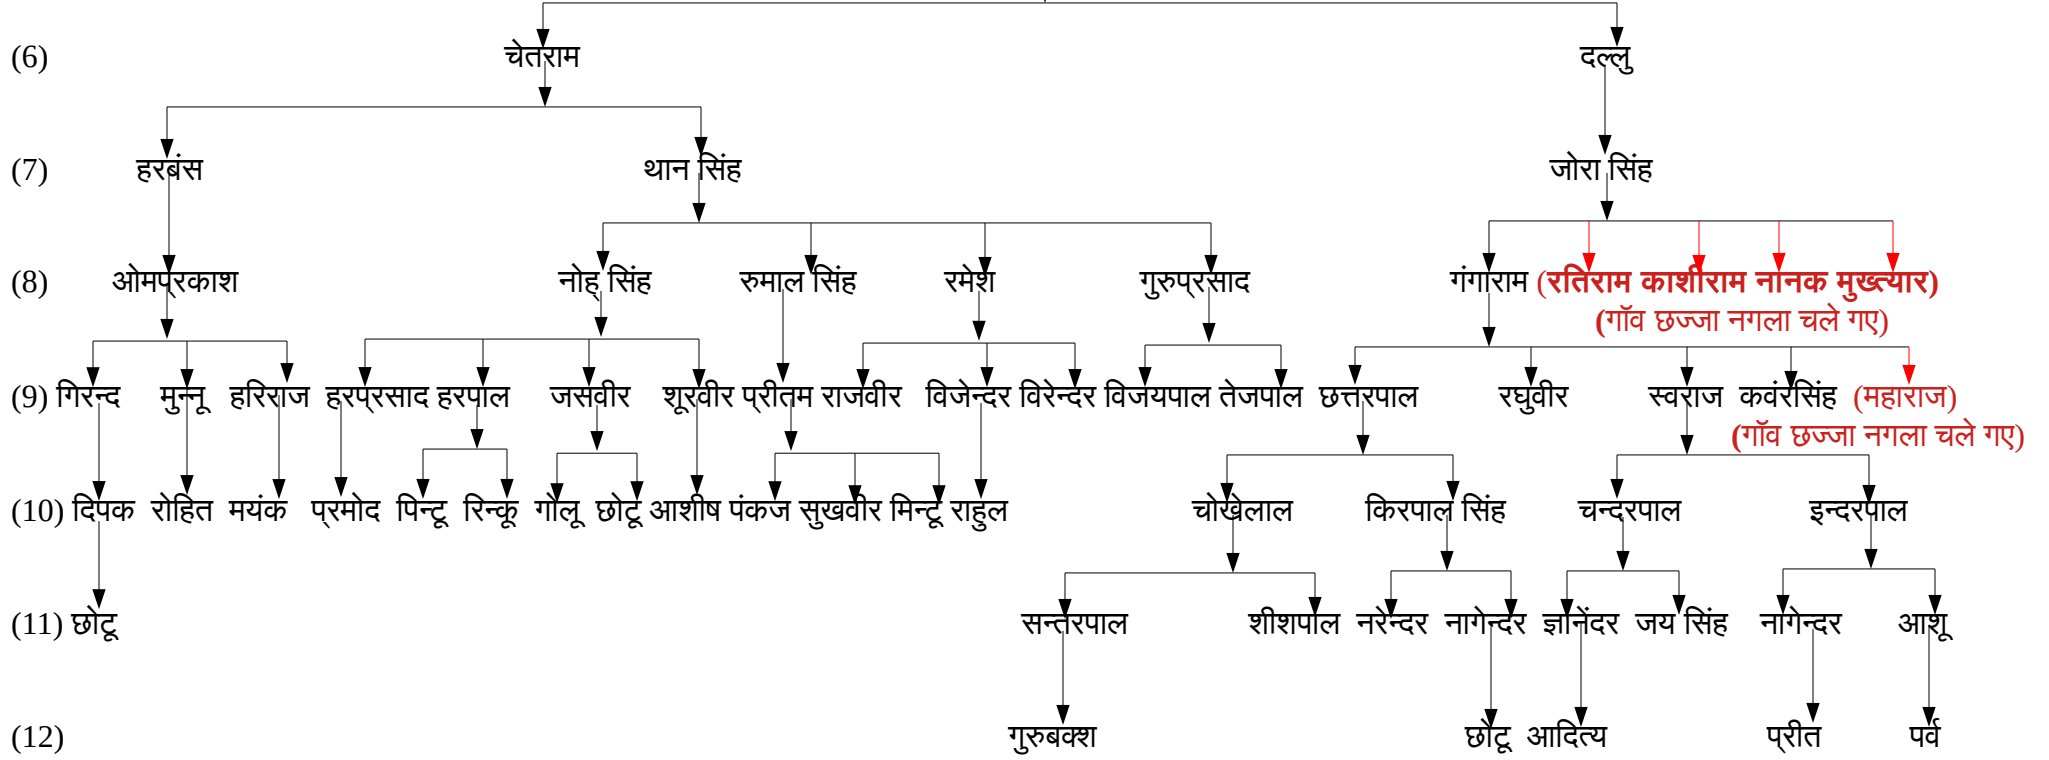 (6) चेतराम दल्लु
(7) हरबंस थान सिंह जोरा सिंह
(8) ओमप्रकाश नोह् सिंह रुमाल सिंह रमेश गुरुप्रसाद गंगाराम (रतिराम काशीराम नानक मुख्त्यार)
(गॉव छज्जा नगला चले गए)
(9) गिरन्द मुन्नू हरिराज हरप्रसाद हरपाल जसवीर शूरवीर प्रीतम राजवीर विजेन्दर विरेन्दर विजयपाल तेजपाल छत्तरपाल रघुवीर स्वराज कवंरसिंह (महाराज)
(गॉव छज्जा नगला चले गए)
(10) दिपक रोहित मयंक प्रमोद पिन्टू रिन्कू गोलू छोटू आशीष पंकज सुखवीर मिन्टू राहुल चोखेलाल किरपाल सिंह चन्दरपाल इन्दरपाल
(11) छोटू सन्तरपाल शीशपाल नरेन्दर नागेन्दर ज्ञानेंदर जय सिंह नागेन्दर आशू
(12) गुरुबक्श छोटू आदित्य प्रीत पर्व